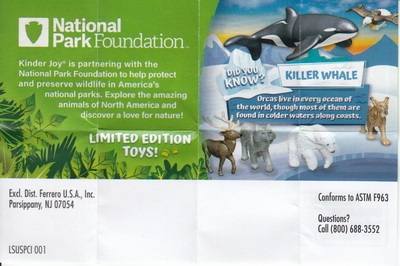 National
Park Foundation™
Kinder Joy® is partnering with the
National Park Foundation to help protect
and preserve wildlife in America's
national parks. Explore the amazing
animals of North America and
discover a love for nature!
LIMITED EDITION
TOYS!
DID YOU
KNOW?
KILLER WHALE
Orcas live in every ocean of
the world, though most of them are
found in colder waters along coasts.
Excl. Dist. Ferrero U.S.A., Inc.
Parsippany, NJ 07054
LSUSPCI 001
Conforms to ASTM F963
Questions?
Call (800) 688-3552